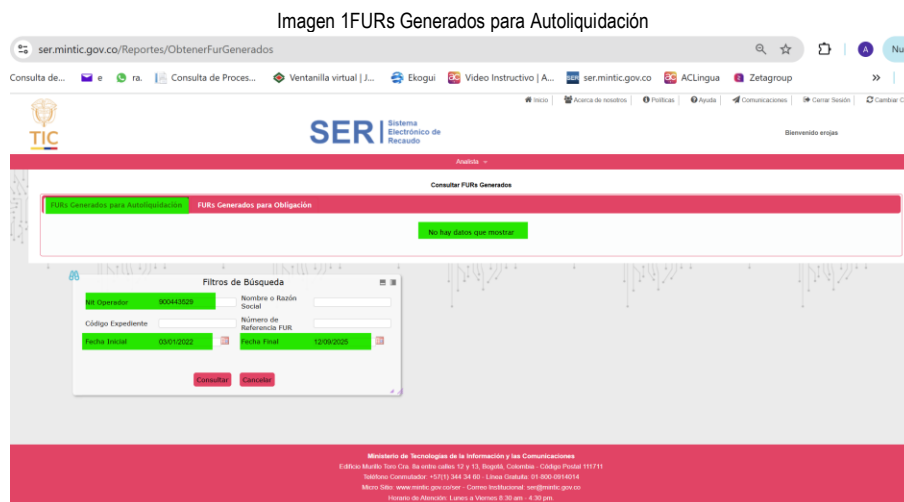 Imagen 1FURs Generados para Autoliquidación
ser.mintic.gov.co/Reportes/ObtenerFurGenerados
A
Nu
Consulta de... e ra. Consulta de Proces... Ventanilla virtual | J... Ekogui Video Instructivo | A... ser.mintic.gov.co ACLingua Zetagroup »
Inicio Acerca de nosotros Políticas Ayuda Comunicaciones Cerrar Sesión Cambiar C
TIC
SER Sistema
Electrónico de
Recaudo
Bienvenido erojas
Analista
Consultar FURs Generados
FURs Generados para Autoliquidación FURs Generados para Obligación
No hay datos que mostrar
Filtros de Búsqueda
Nit Operador 900443529 Nombre o Razón
Social
Código Expediente Número de
Referencia FUR
Fecha Inicial 03/01/2022 Fecha Final 12/09/2025
Consultar Cancelar
Ministerio de Tecnologías de la Información y las Comunicaciones
Edificio Murillo Toro Cra. 8a entre calles 12 y 13, Bogotá, Colombia - Código Postal 111711
Teléfono Conmutador: +57(1) 344 34 60 - Línea Gratuita: 01-800-0914014
Micro Sitio: www.mintic.gov.co/ser - Correo Institucional: ser@mintic.gov.co
Horario de Atención: Lunes a Viernes 8:30 am - 4:30 pm.